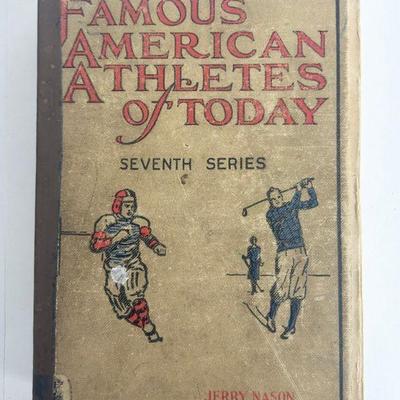 FAMOUS
AMERICAN
ATHLETES
OF TODAY
SEVENTH SERIES
JERRY NASON